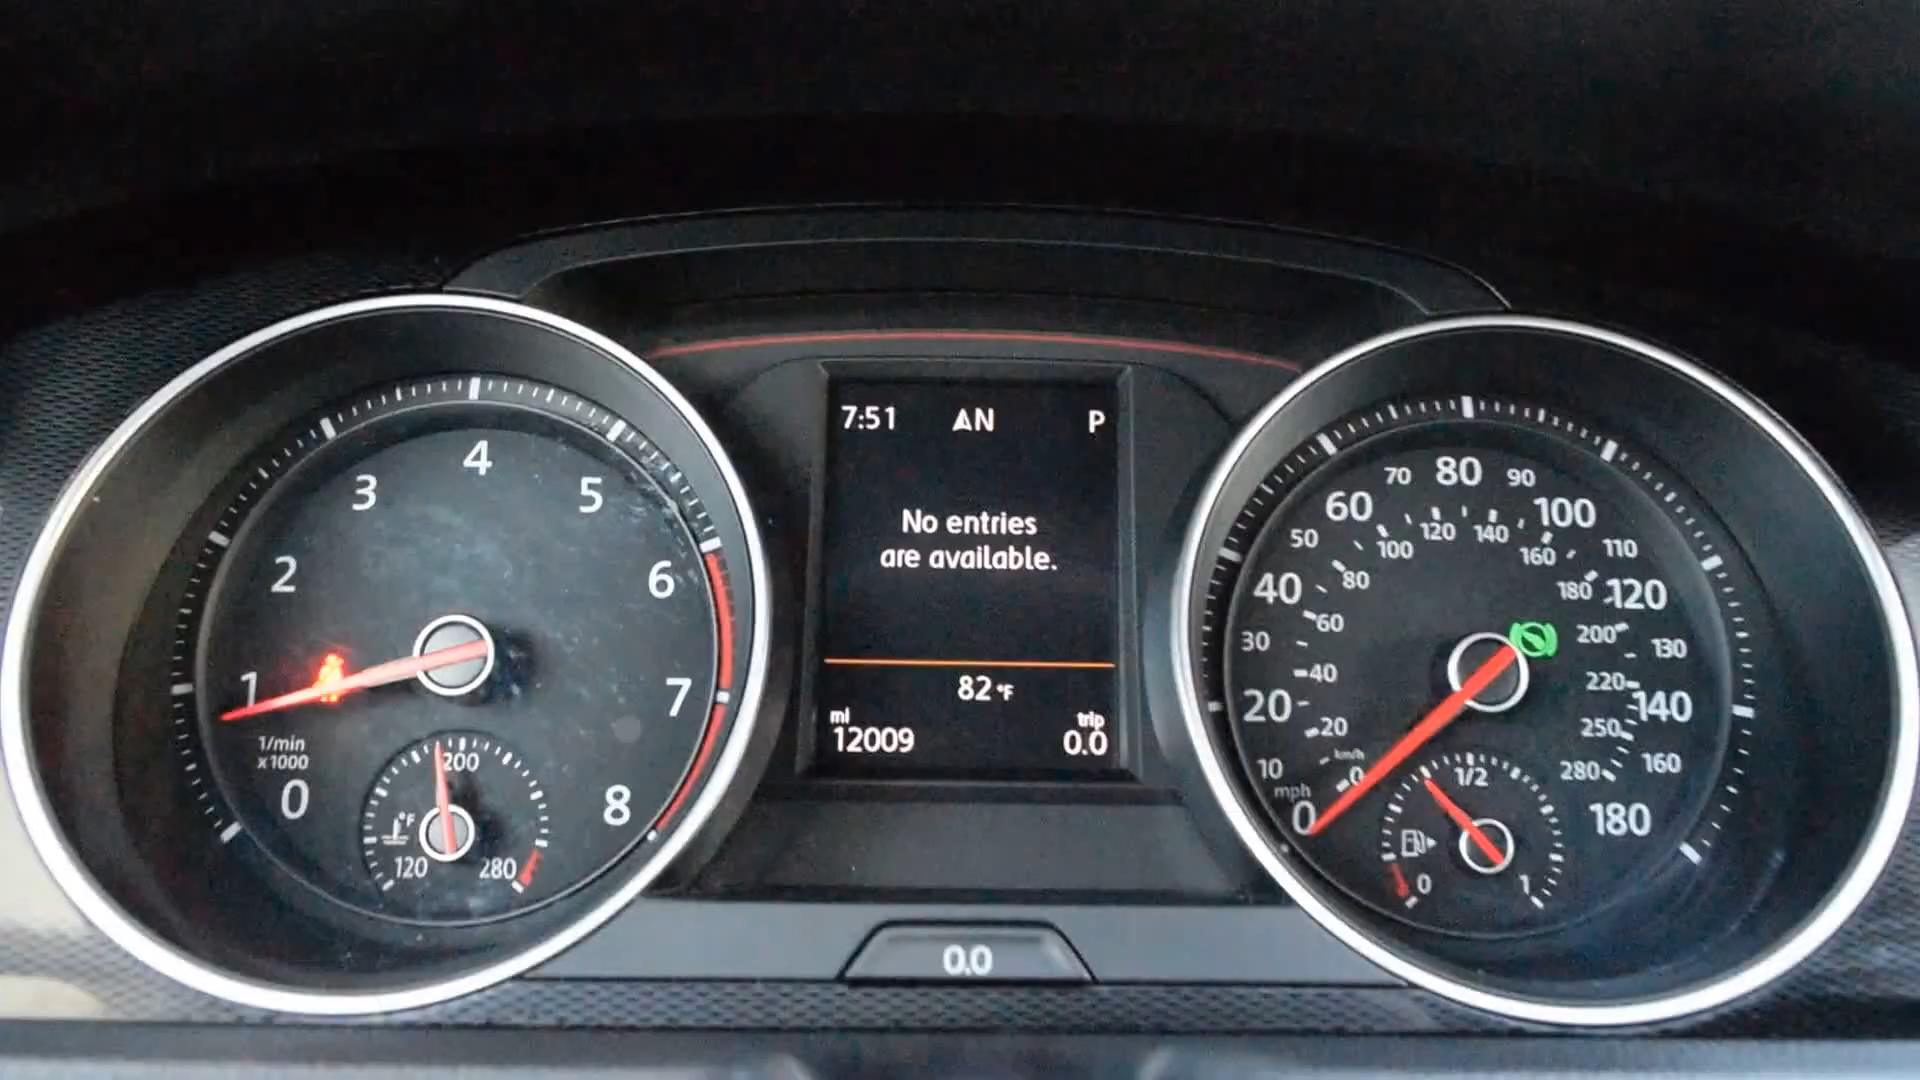 7:51 N P
No entries
are available.
82 °F
mi trip
12009 0.0
0.0
0 1 2 3 4 5 6 7 8
1/min
x1000
200
°F
120 280
0 10 20 30 40 50 60 70 80 90 100 110 120 130 140 160 180
mph
km/h
0 20 40 60 80 100 120 140 160 180 200 220 250 280
1/2
0 1